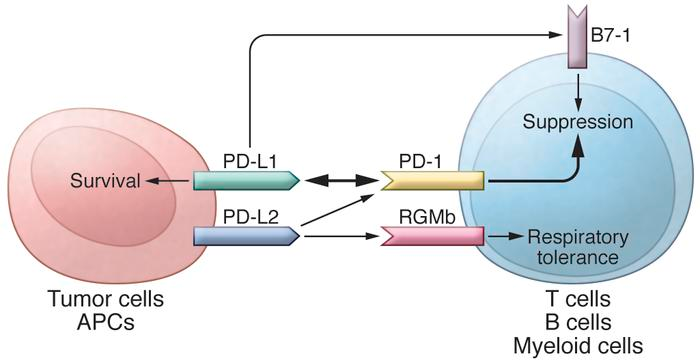 B7-1
Suppression
PD-L1
PD-1
Survival
PD-L2
RGMb
Respiratory
tolerance
Tumor cells
APCs
T cells
B cells
Myeloid cells